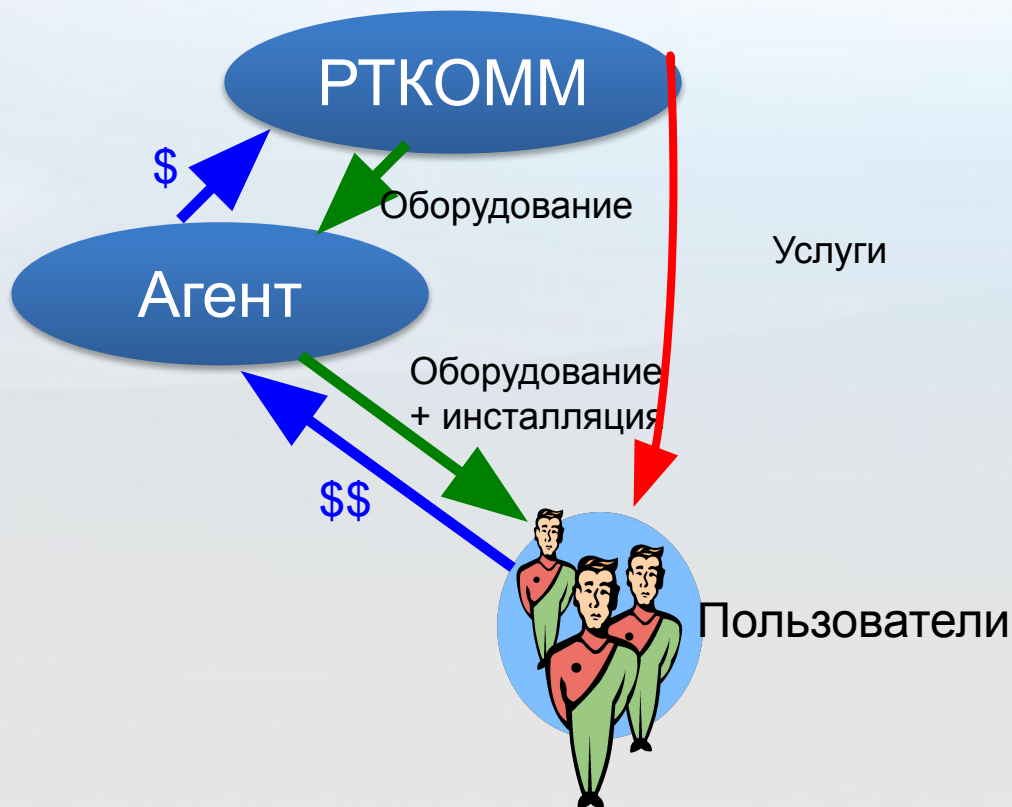 РТКОММ
$
Оборудование
Услуги
Агент
Оборудование
+ инсталляция
$$
Пользователи